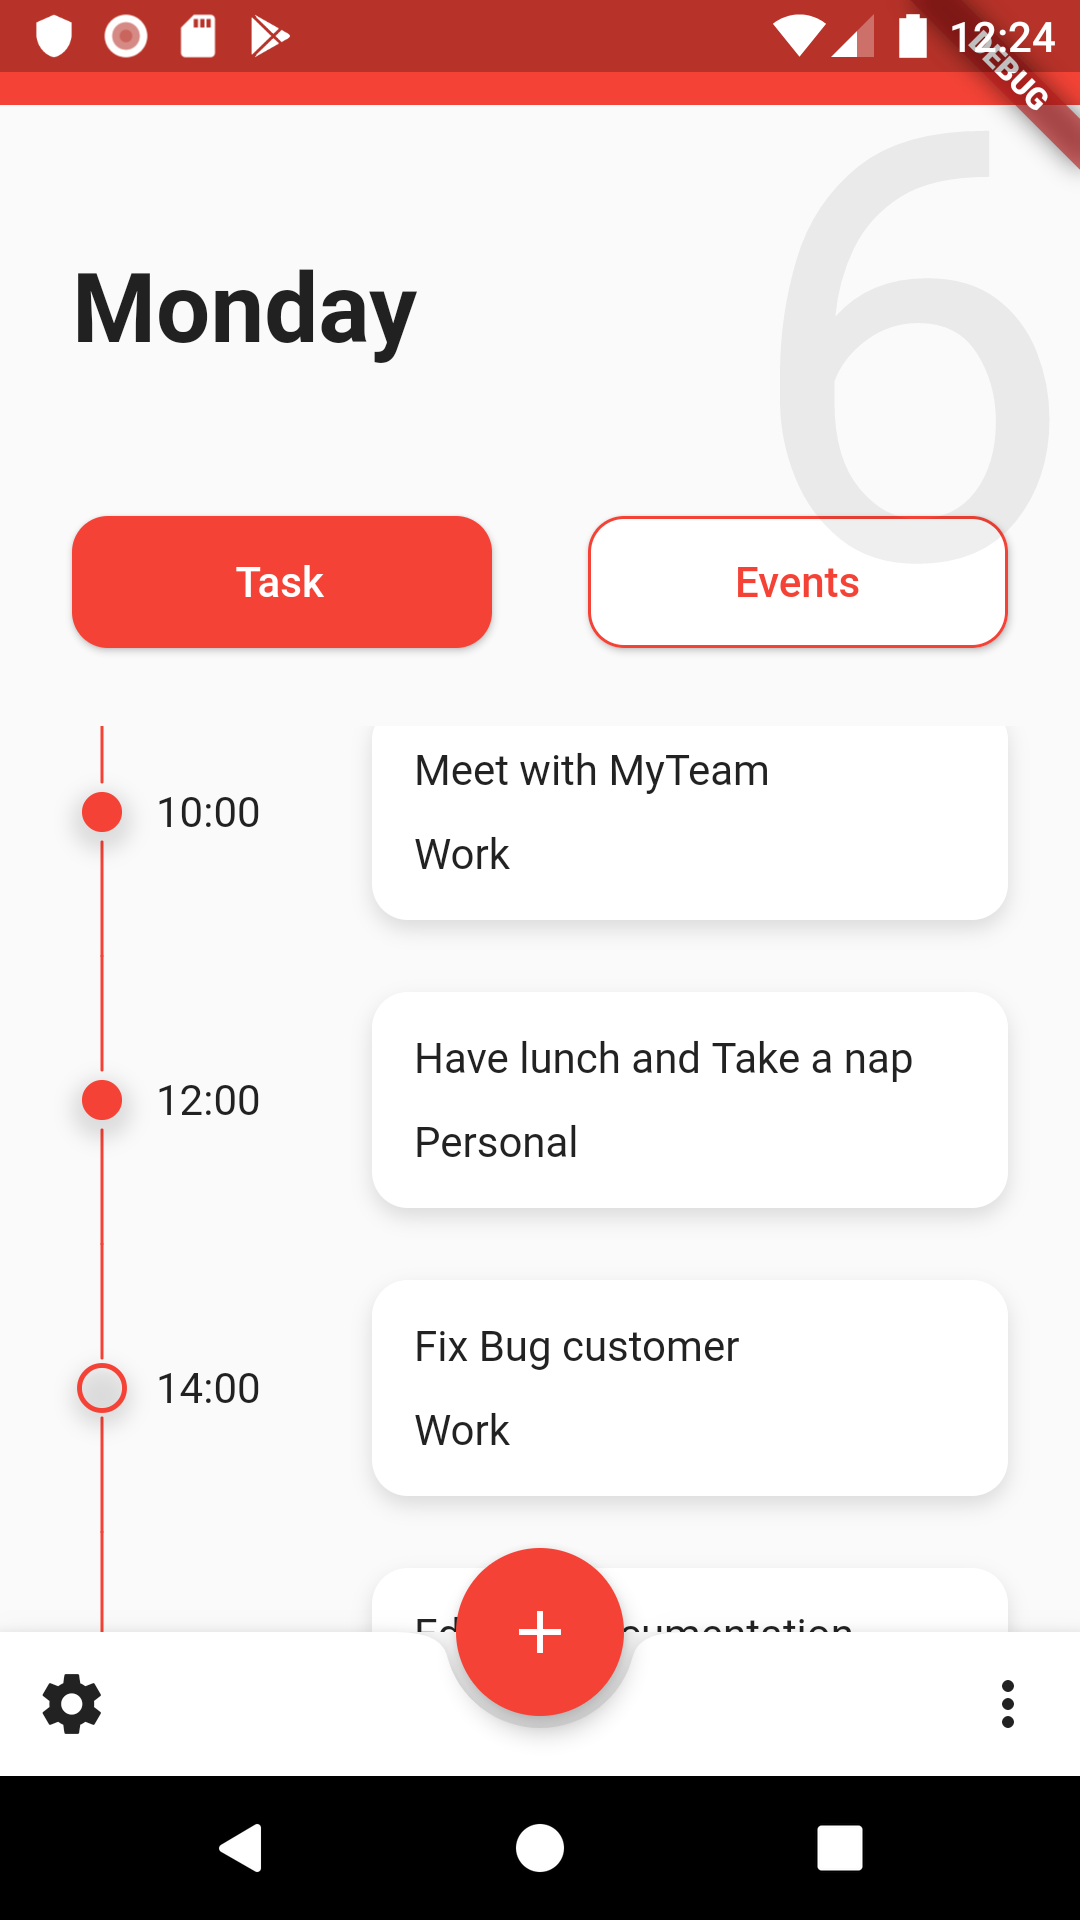 12:24
DEBUG
6
Monday
Task
Events
Meet with MyTeam
10:00
Work
Have lunch and Take a nap
12:00
Personal
Fix Bug customer
14:00
Work